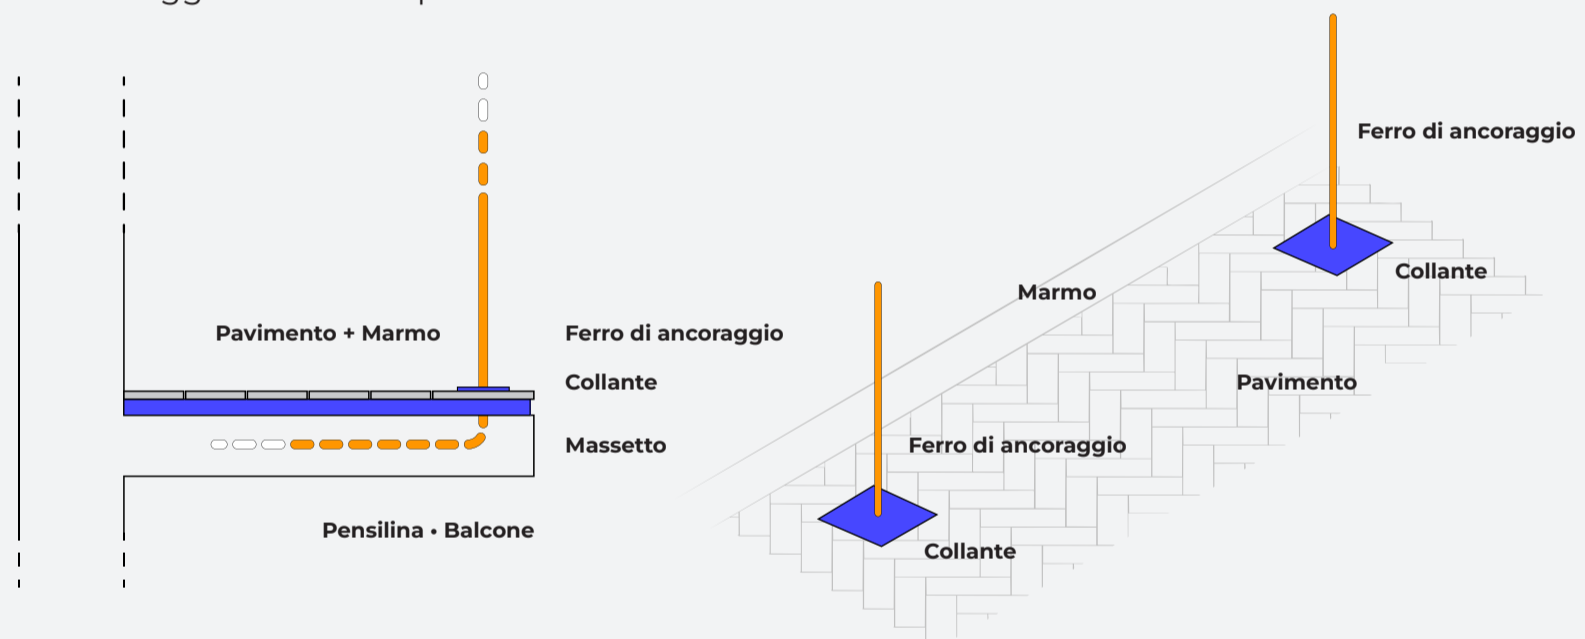 Pavimento + Marmo
Ferro di ancoraggio
Collante
Massetto
Pensilina • Balcone
Ferro di ancoraggio
Collante
Marmo
Pavimento
Ferro di ancoraggio
Collante